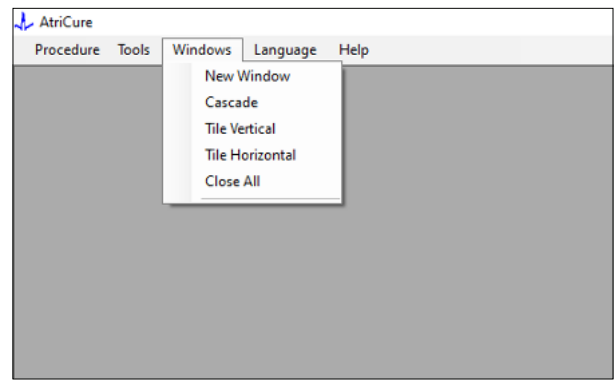 AtriCure
Procedure Tools Windows Language Help
New Window
Cascade
Tile Vertical
Tile Horizontal
Close All